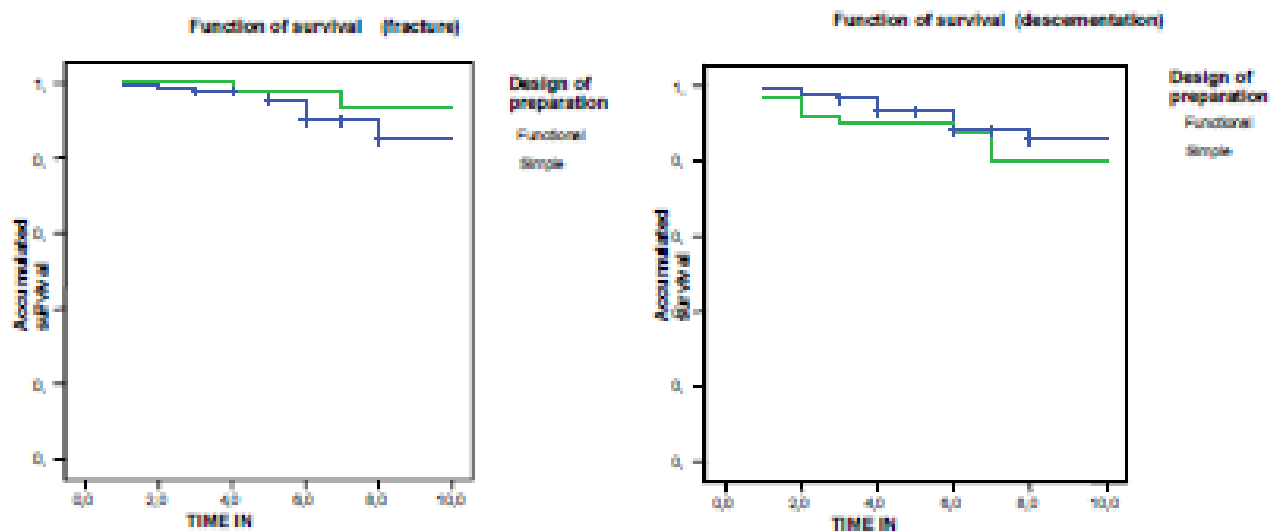 Function of survival (fracture)
1,
0,
0,
0,
0,
0,
Accumulated
survival
0,0 2,0 4,0 6,0 8,0 10,0
TIME IN
Design of
preparation
Functional
Simple
Function of survival (descementation)
1,
0,
0,
0,
0,
0,
Accumulated
survival
0,0 2,0 4,0 6,0 8,0 10,0
TIME IN
Design of
preparation
Functional
Simple